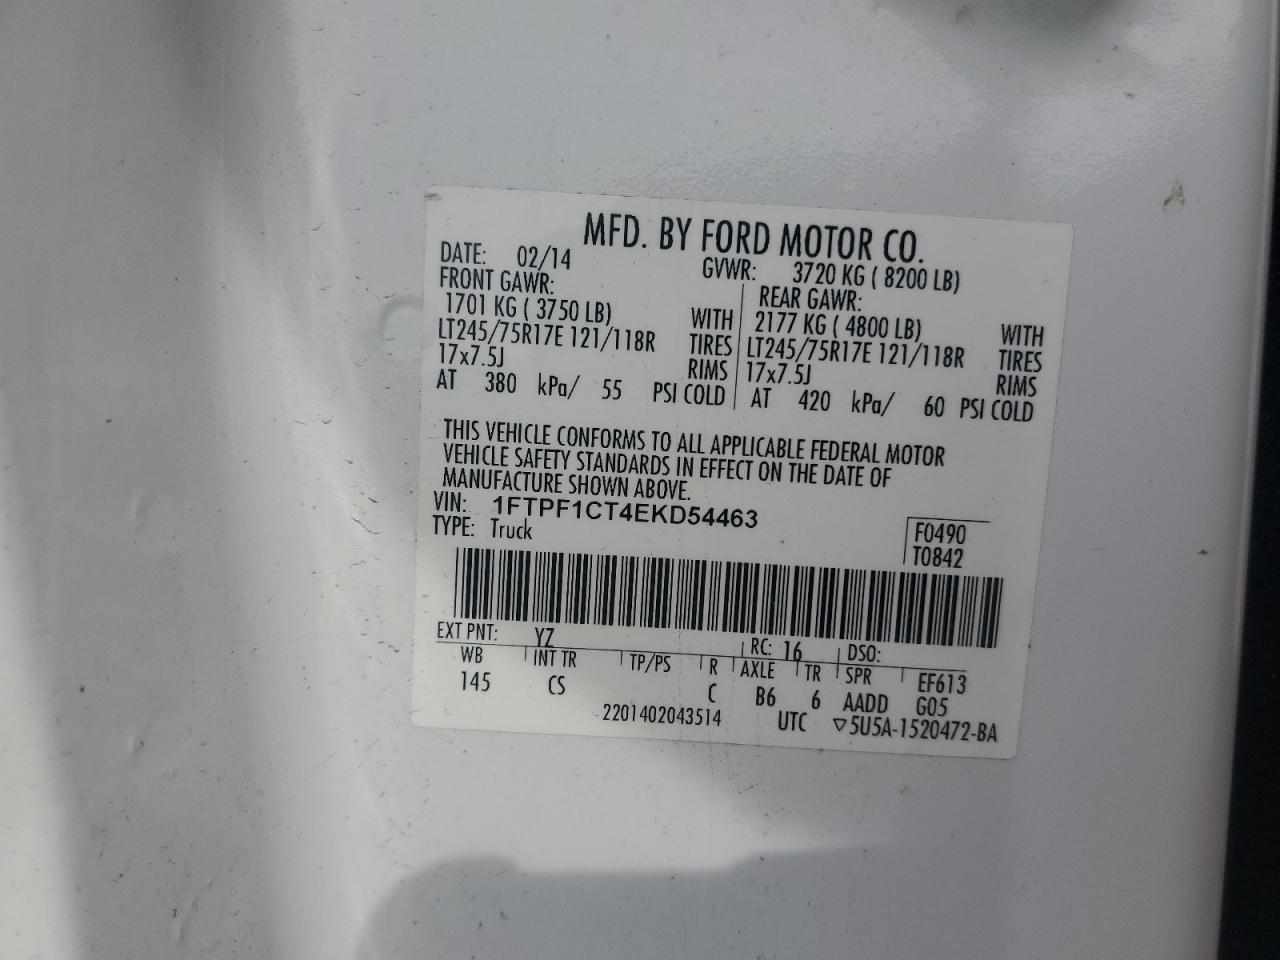 MFD. BY FORD MOTOR CO.
DATE: 02/14 GVWR: 3720 KG ( 8200 LB)
FRONT GAWR: REAR GAWR:
1701 KG ( 3750 LB) WITH 2177 KG ( 4800 LB) WITH
LT245/75R17E 121/118R TIRES LT245/75R17E 121/118R TIRES
17x7.5J RIMS 17x7.5J RIMS
AT 380 kPa/ 55 PSI COLD AT 420 kPa/ 60 PSI COLD
THIS VEHICLE CONFORMS TO ALL APPLICABLE FEDERAL MOTOR
VEHICLE SAFETY STANDARDS IN EFFECT ON THE DATE OF
MANUFACTURE SHOWN ABOVE.
VIN: 1FTPF1CT4EKD54463
TYPE: Truck F0490
T0842
EXT PNT: YZ RC: 16 DSO:
WB INT TR TP/PS R AXLE TR SPR EF613
145 CS C B6 6 AADD G05
2201402043514 UTC ▽5U5A-1520472-BA